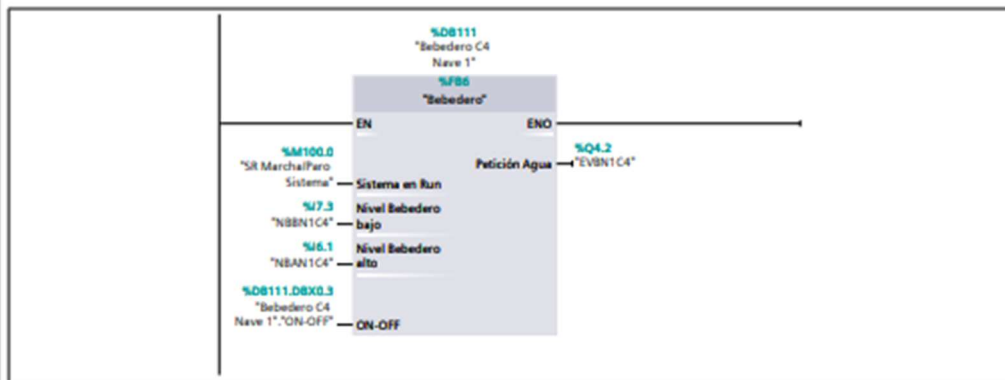 %DB111
"Bebedero C4
Nave 1"
%FB6
"Bebedero"
EN
ENO
%M100.0
"SR Marcha|Paro
Sistema"
Sistema en Run
Petición Agua
%Q4.2
"EVBN1C4"
%I7.3
"NBBN1C4"
Nivel Bebedero
bajo
%I6.1
"NBAN1C4"
Nivel Bebedero
alto
%DB111.DBX0.3
"Bebedero C4
Nave 1"."ON-OFF"
ON-OFF